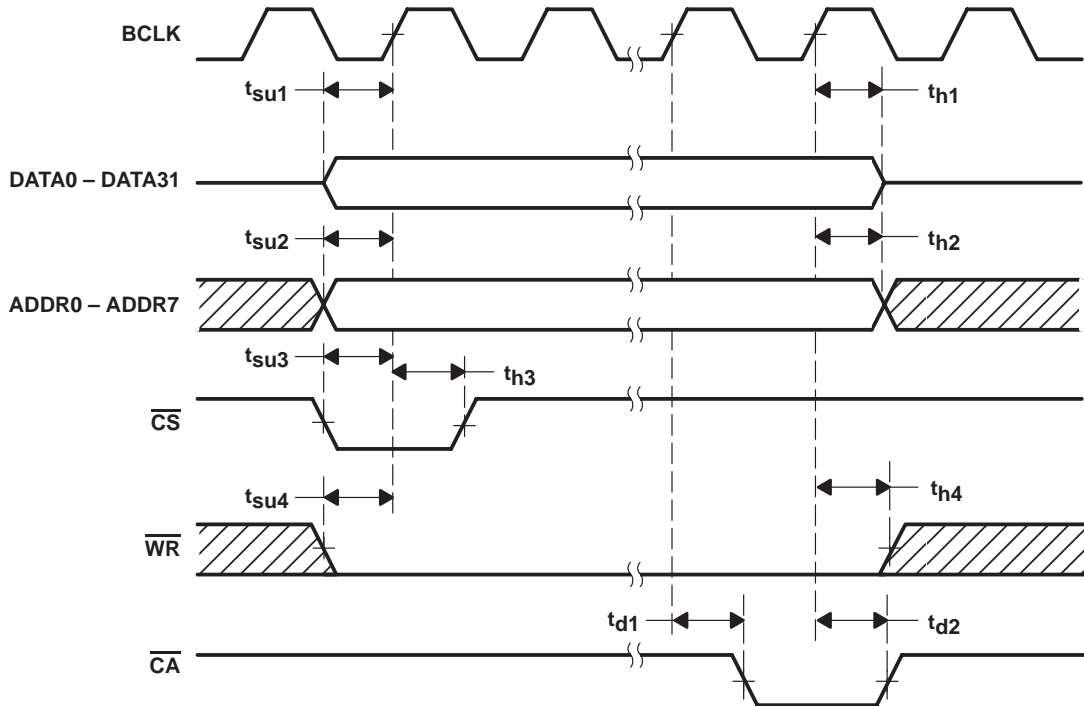 BCLK
tsu1
th1
DATA0 – DATA31
tsu2
th2
ADDR0 – ADDR7
tsu3
th3
CS
tsu4
th4
WR
td1
td2
CA